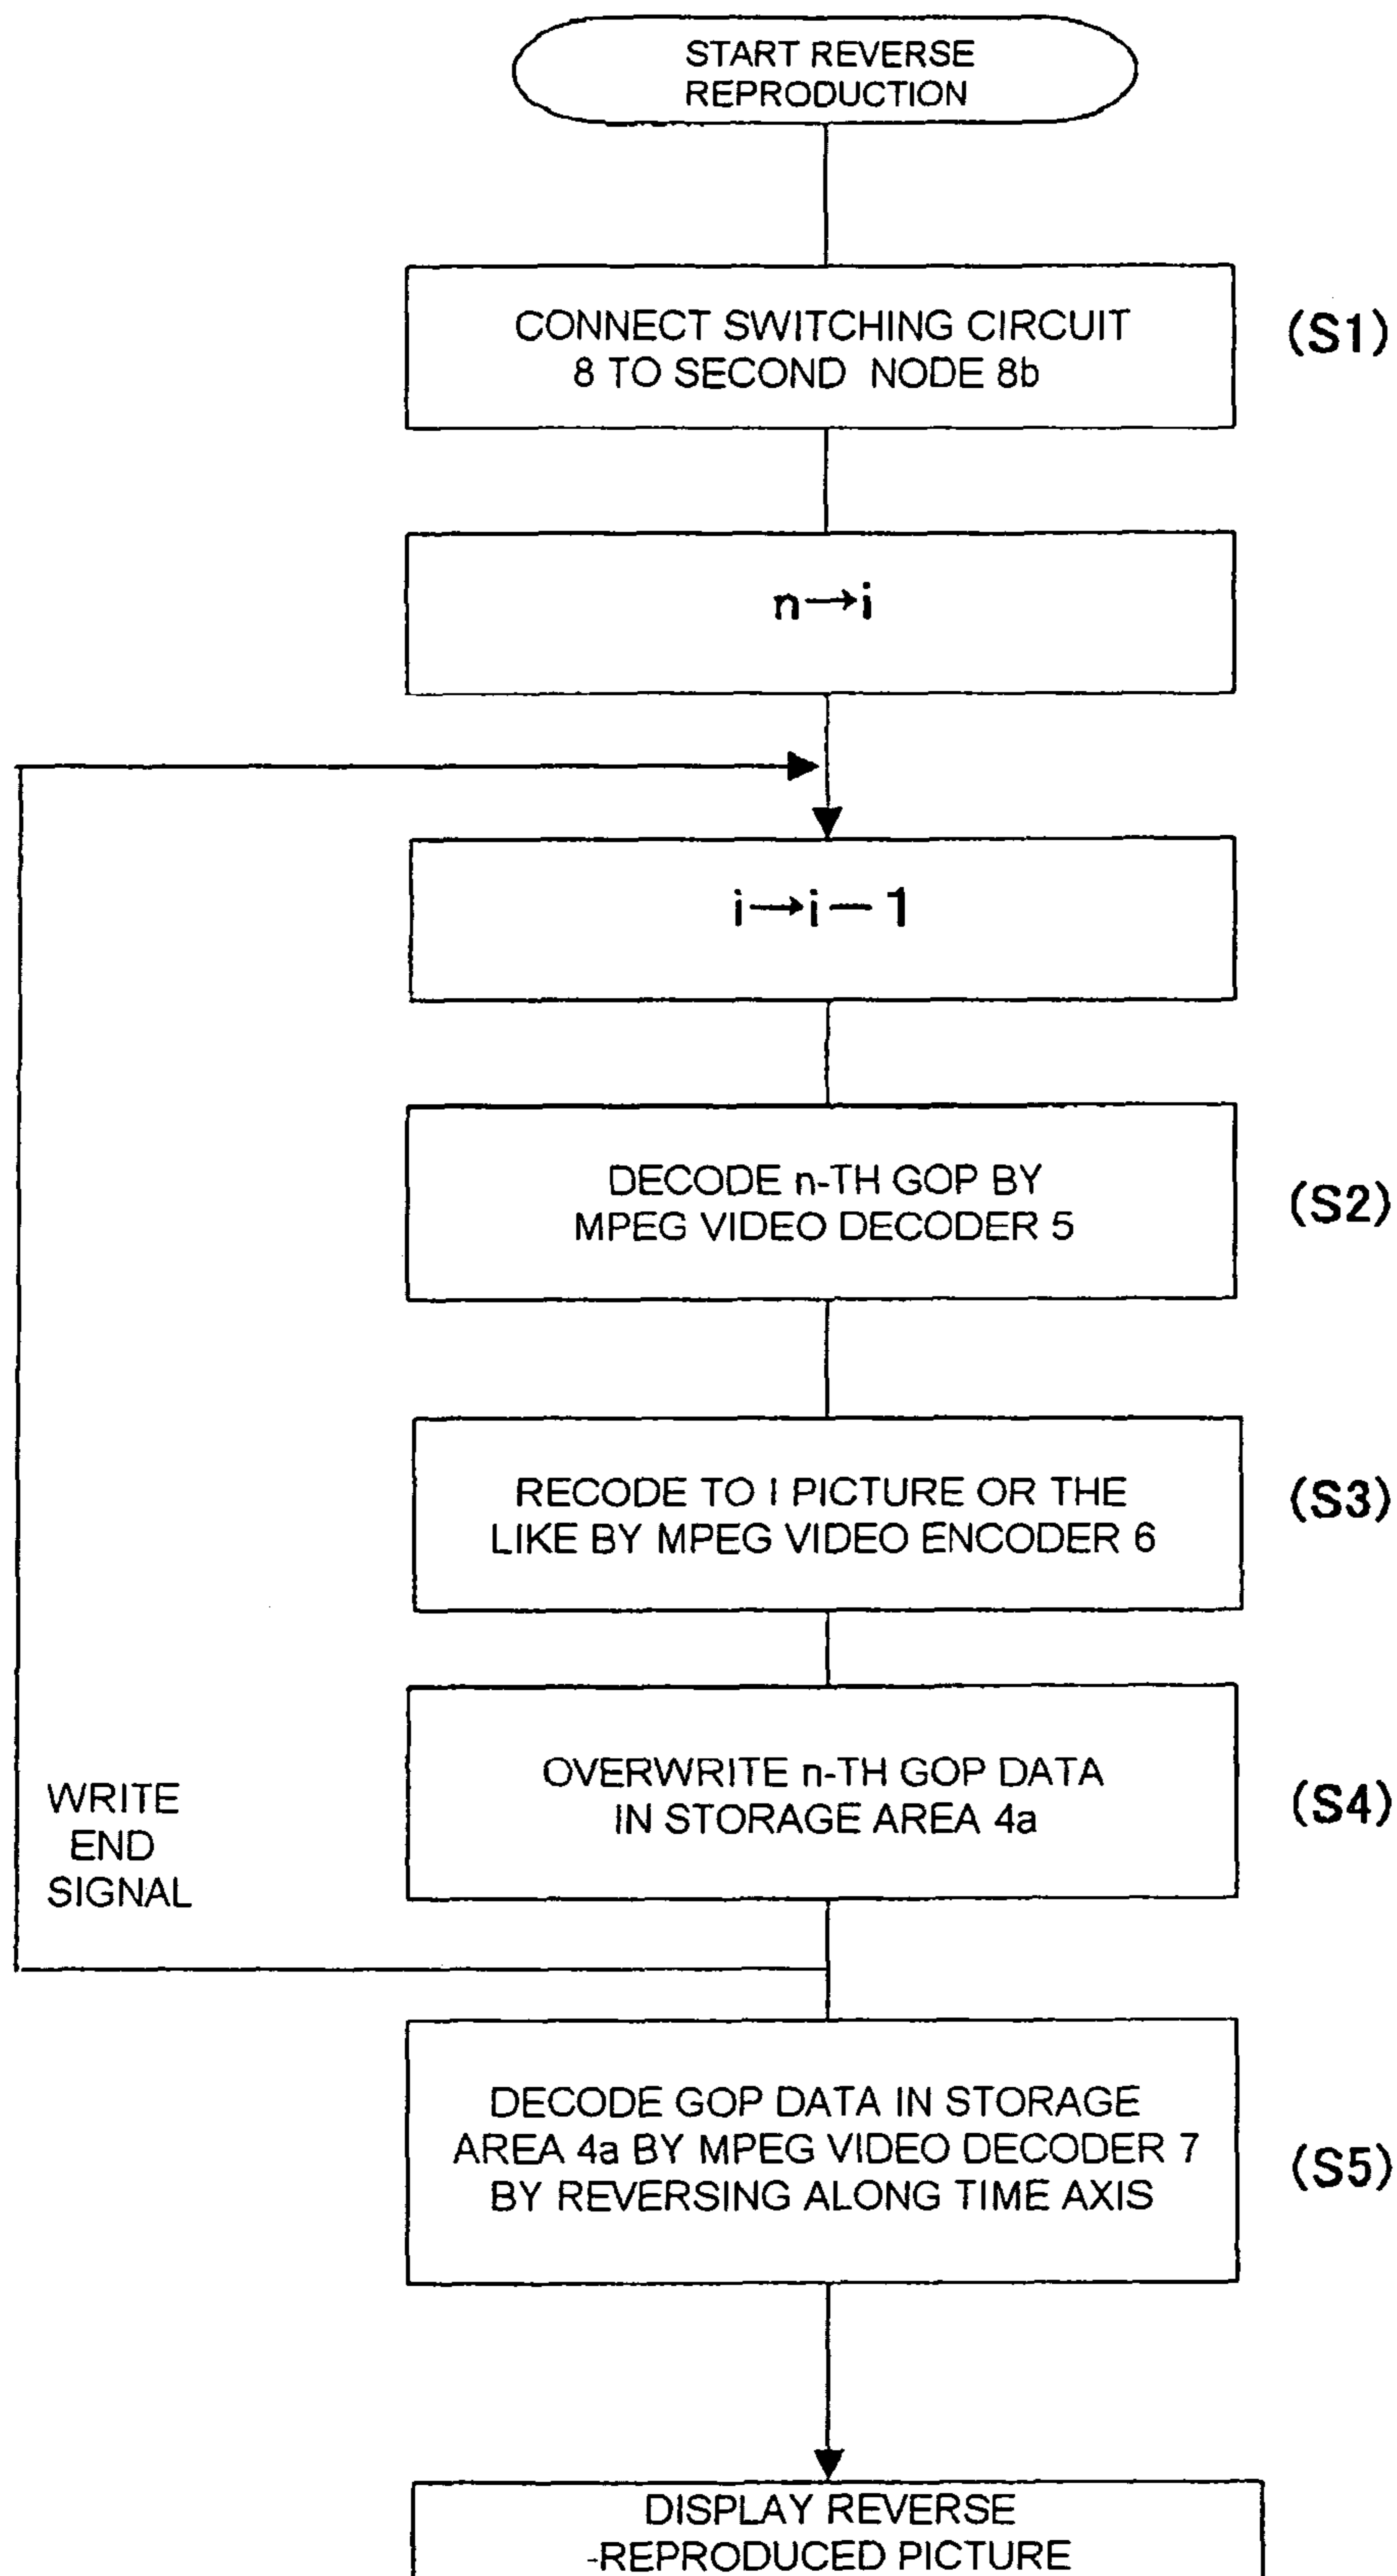 START REVERSE
REPRODUCTION
CONNECT SWITCHING CIRCUIT
8 TO SECOND NODE 8b
(S1)
n→i
i→i−1
DECODE n-TH GOP BY
MPEG VIDEO DECODER 5
(S2)
RECODE TO I PICTURE OR THE
LIKE BY MPEG VIDEO ENCODER 6
(S3)
OVERWRITE n-TH GOP DATA
IN STORAGE AREA 4a
(S4)
WRITE
END
SIGNAL
DECODE GOP DATA IN STORAGE
AREA 4a BY MPEG VIDEO DECODER 7
BY REVERSING ALONG TIME AXIS
(S5)
DISPLAY REVERSE
-REPRODUCED PICTURE